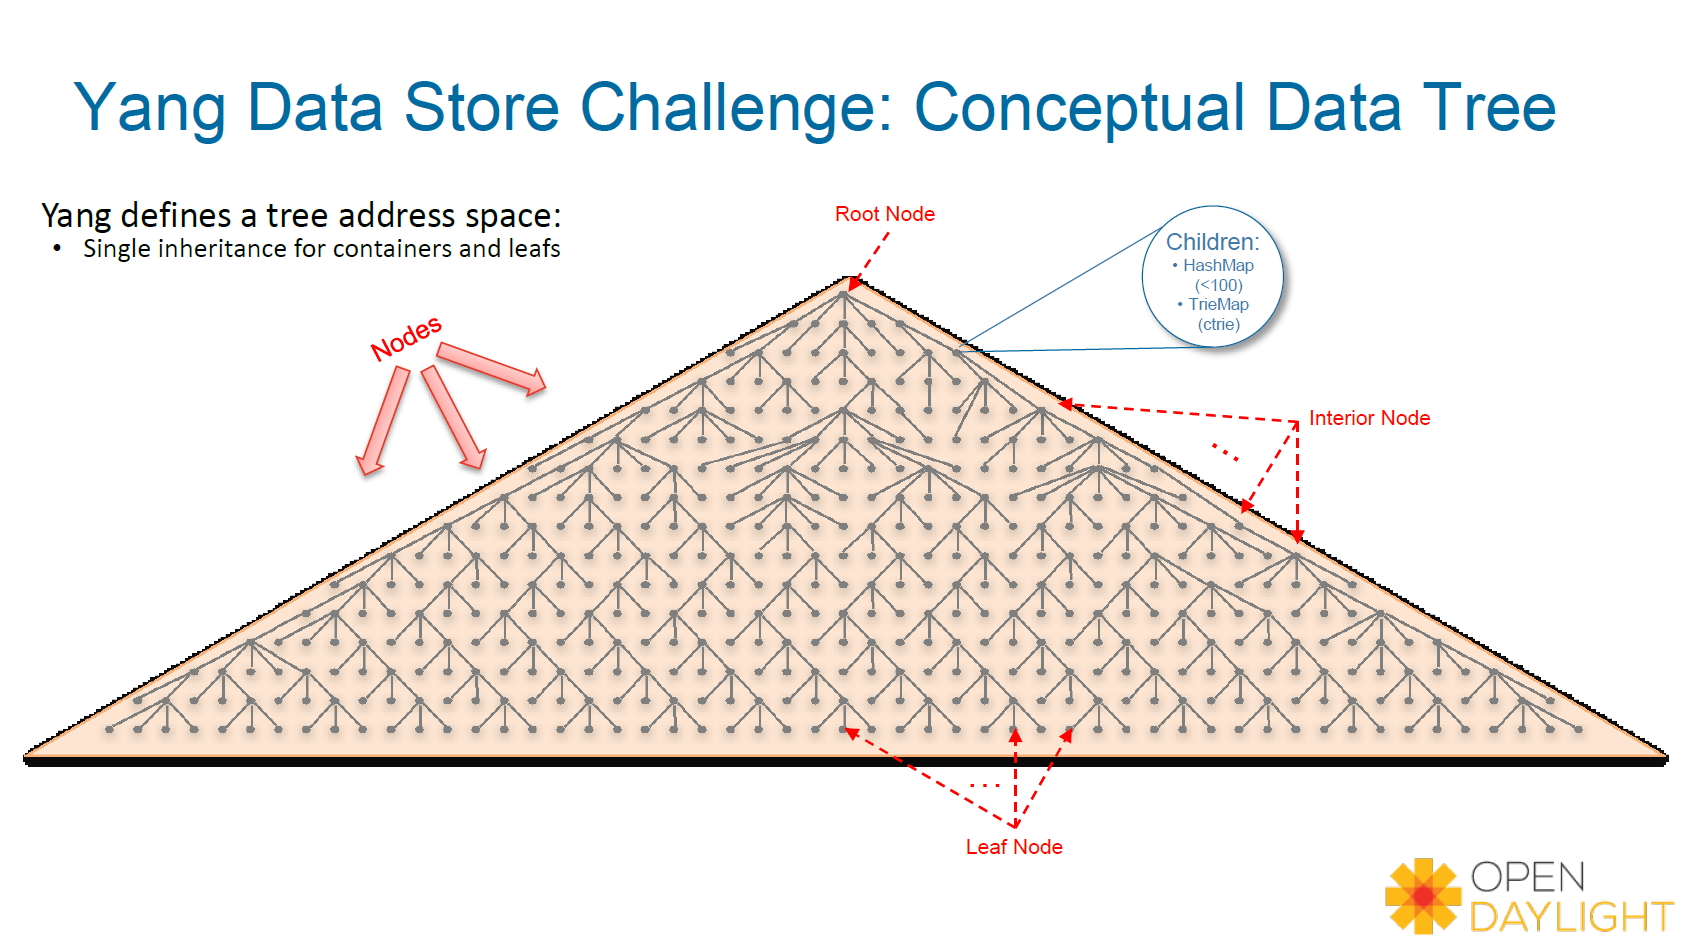 Yang Data Store Challenge: Conceptual Data Tree
Yang defines a tree address space:
• Single inheritance for containers and leafs
Root Node
Children:
• HashMap
(<100)
• TrieMap
(ctrie)
Nodes
Interior Node
...
...
Leaf Node
OPEN
DAYLIGHT